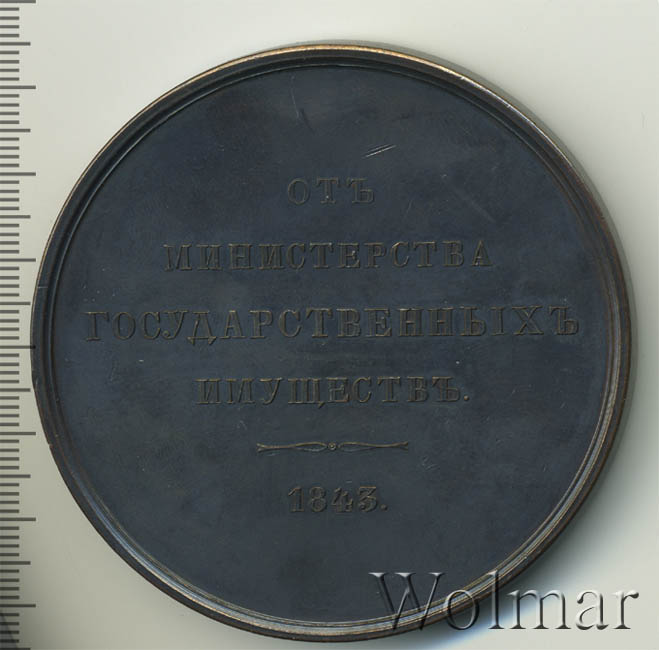 ОТЪ
МИНИСТЕРСТВА
ГОСУДАРСТВЕННЫХЪ
ИМУЩЕСТВЪ.
1843.
Wolmar